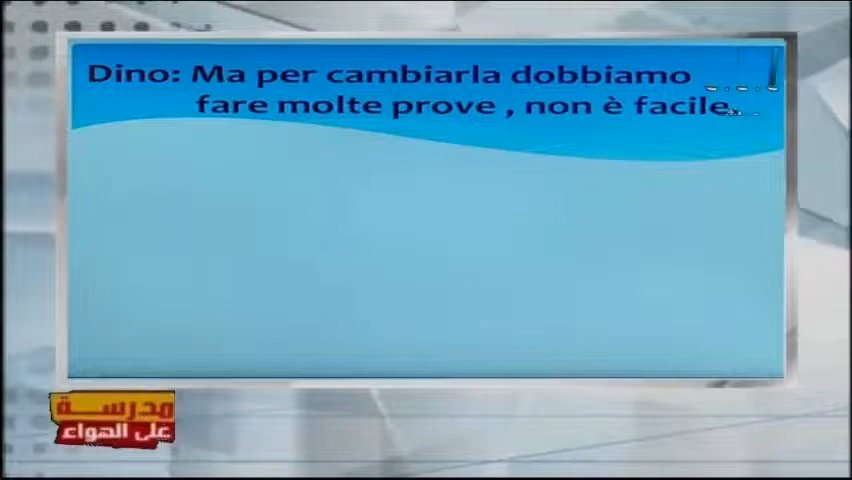 Dino: Ma per cambiarla dobbiamo
fare molte prove , non è facile.
مدرسة
على الهواء